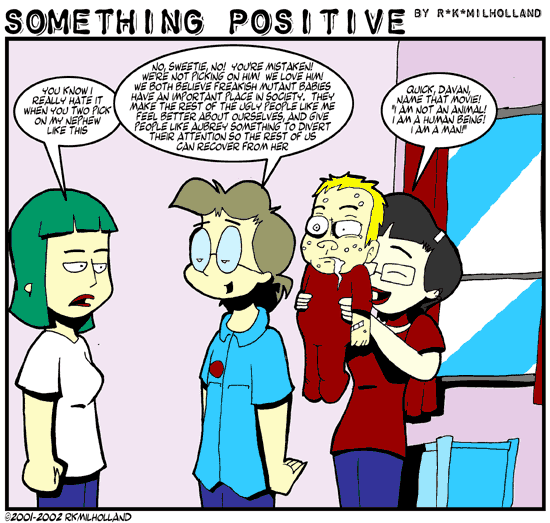 SOMETHING POSITIVE BY R*K*MILHOLLAND
YOU KNOW I
REALLY HATE IT
WHEN YOU TWO PICK
ON MY NEPHEW
LIKE THIS
NO, SWEETIE, NO! YOU'RE MISTAKEN!
WE'RE NOT PICKING ON HIM! WE LOVE HIM!
WE BOTH BELIEVE FREAKISH MUTANT BABIES
HAVE AN IMPORTANT PLACE IN SOCIETY. THEY
MAKE THE REST OF THE UGLY PEOPLE LIKE ME
FEEL BETTER ABOUT OURSELVES, AND GIVE
PEOPLE LIKE AUBREY SOMETHING TO DIVERT
THEIR ATTENTION SO THE REST OF US
CAN RECOVER FROM HER
QUICK, DAVAN,
NAME THAT MOVIE!
"I AM NOT AN ANIMAL!
I AM A HUMAN BEING!
I AM A MAN!"
©2001-2002 RKMILHOLLAND